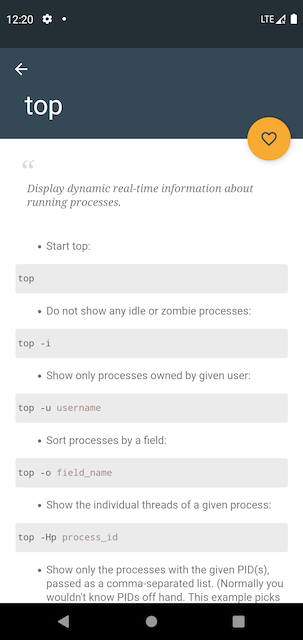 12:20
LTE
top
“
Display dynamic real-time information about
running processes.
• Start top:
top
• Do not show any idle or zombie processes:
top -i
• Show only processes owned by given user:
top -u username
• Sort processes by a field:
top -o field_name
• Show the individual threads of a given process:
top -Hp process_id
• Show only the processes with the given PID(s),
passed as a comma-separated list. (Normally you
wouldn't know PIDs off hand. This example picks